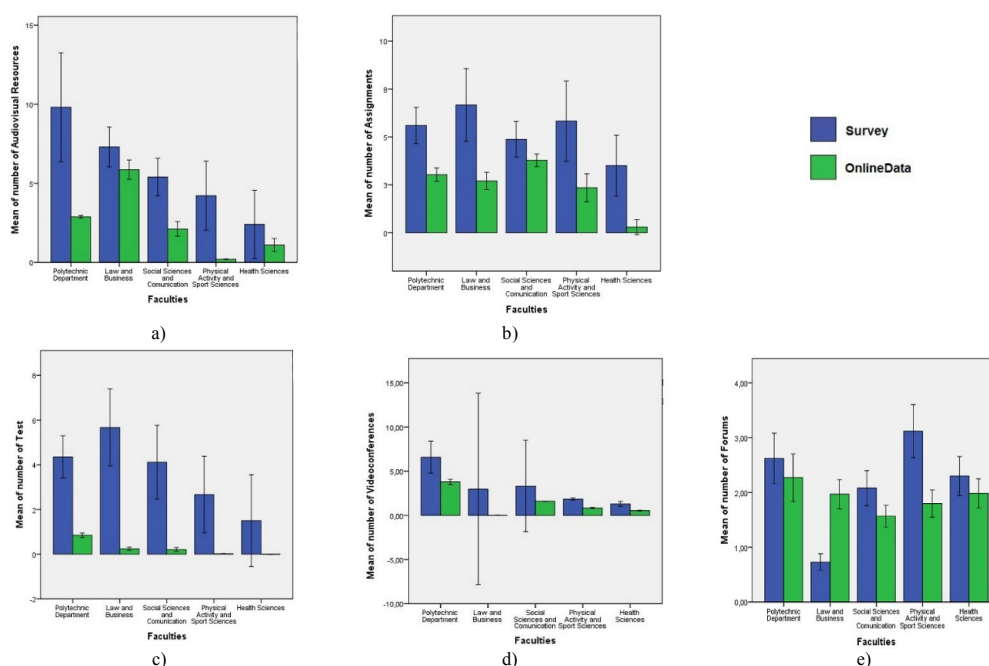 Mean of number of Audiovisual Resources
15
10
5
0
Polytechnic
Department
Law and
Business
Social Sciences
and
Comunication
Physical
Activity and
Sport Sciences
Health Sciences
Faculties
a)
Mean of number of Assignments
10
8
5
3
0
Polytechnic
Department
Law and
Business
Social Sciences
and
Comunication
Physical
Activity and
Sport Sciences
Health Sciences
Faculties
b)
Survey
OnlineData
Mean of number of Test
8
6
4
2
0
-2
Polytechnic
Department
Law and
Business
Social Sciences
and
Comunication
Physical
Activity and
Sport Sciences
Health Sciences
Faculties
c)
Mean of number of Videoconferences
15,00
10,00
5,00
0,00
-5,00
-10,00
Polytechnic
Department
Law and
Business
Social
Sciences and
Comunication
Physical
Activity and
Sport Sciences
Health
Sciences
Faculties
d)
Mean of number of Forums
4,00
3,00
2,00
1,00
0,00
Polytechnic
Department
Law and
Business
Social Sciences
and Comunication
Physical
Activity and
Sport Sciences
Health
Sciences
Faculties
e)